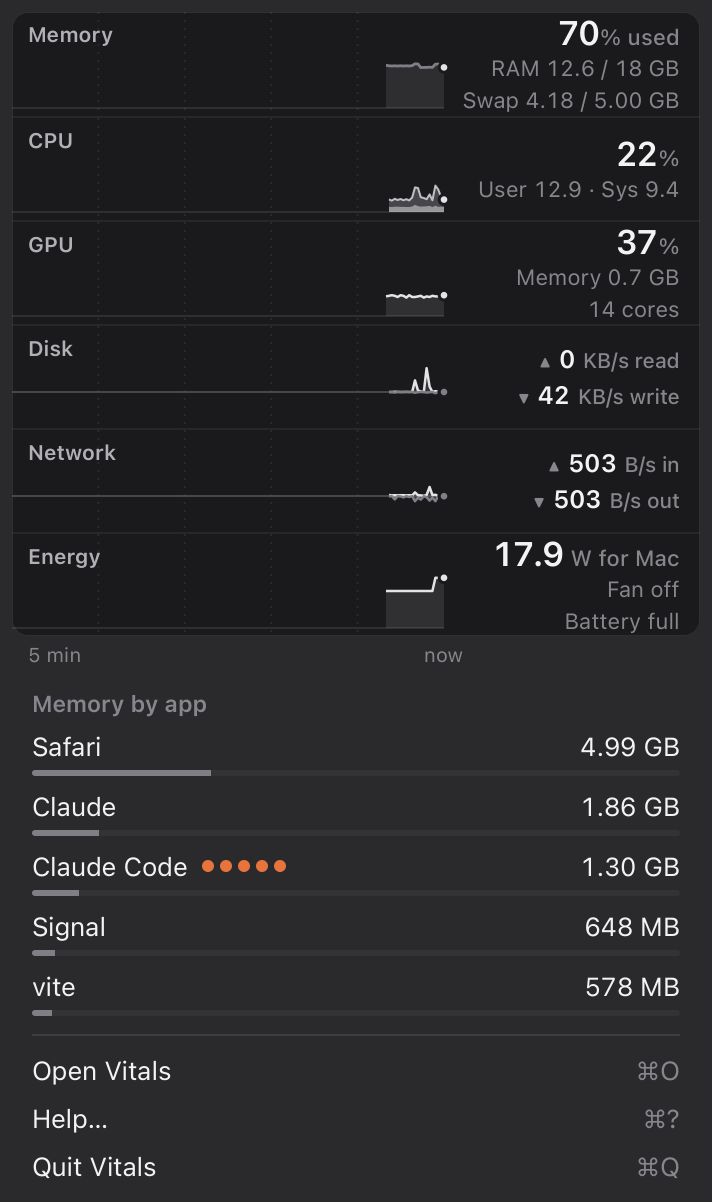 Memory
70% used
RAM 12.6 / 18 GB
Swap 4.18 / 5.00 GB
CPU
22%
User 12.9 · Sys 9.4
GPU
37%
Memory 0.7 GB
14 cores
Disk
▲ 0 KB/s read
▼ 42 KB/s write
Network
▲ 503 B/s in
▼ 503 B/s out
Energy
17.9 W for Mac
Fan off
Battery full
5 min now
Memory by app
Safari 4.99 GB
Claude 1.86 GB
Claude Code 1.30 GB
Signal 648 MB
vite 578 MB
Open Vitals ⌘O
Help... ⌘?
Quit Vitals ⌘Q